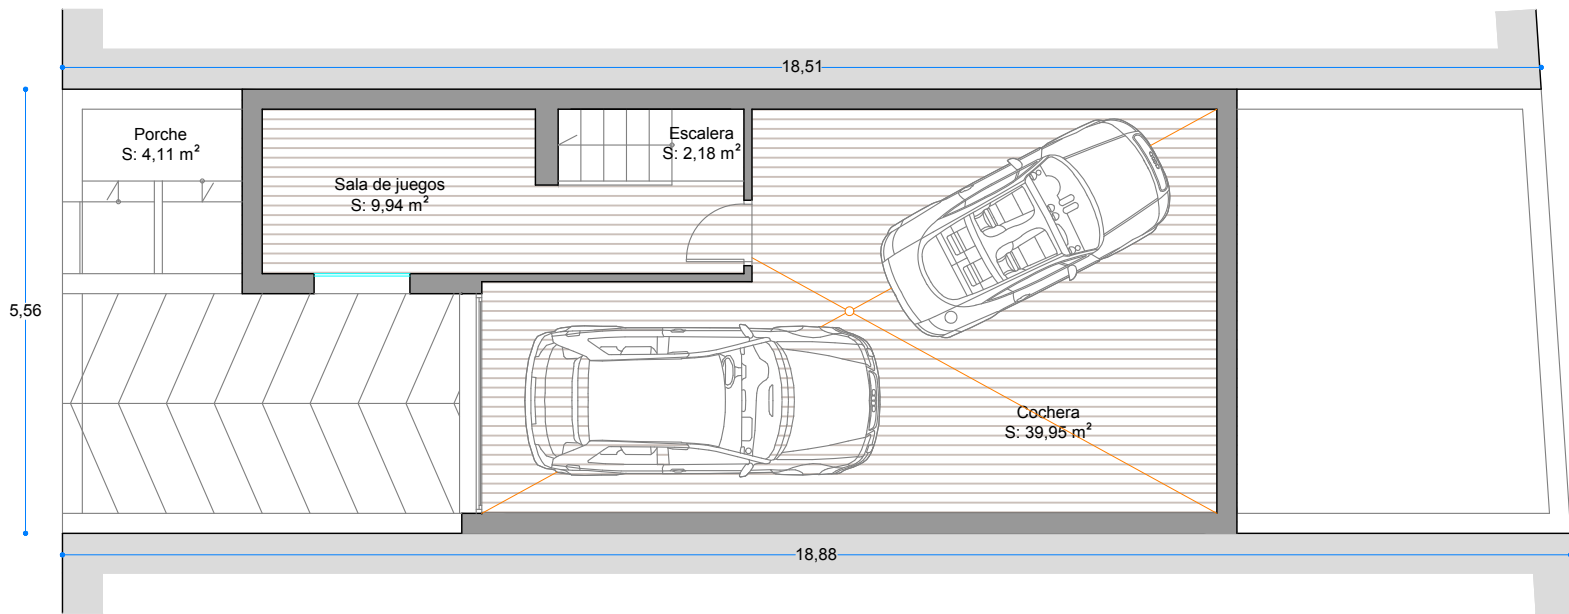 18,51
Porche
S: 4,11 m²
Escalera
S: 2,18 m²
Sala de juegos
S: 9,94 m²
5,56
Cochera
S: 39,95 m²
18,88